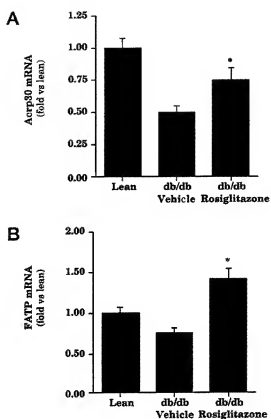 A
Acrp30 mRNA
(fold vs lean)
1.25
1.00
0.75
0.50
0.25
0.00
*
Lean
db/db
Vehicle
db/db
Rosiglitazone
B
FATP mRNA
(fold vs lean)
2.00
1.50
1.00
0.50
0.00
*
Lean
db/db
Vehicle
db/db
Rosiglitazone